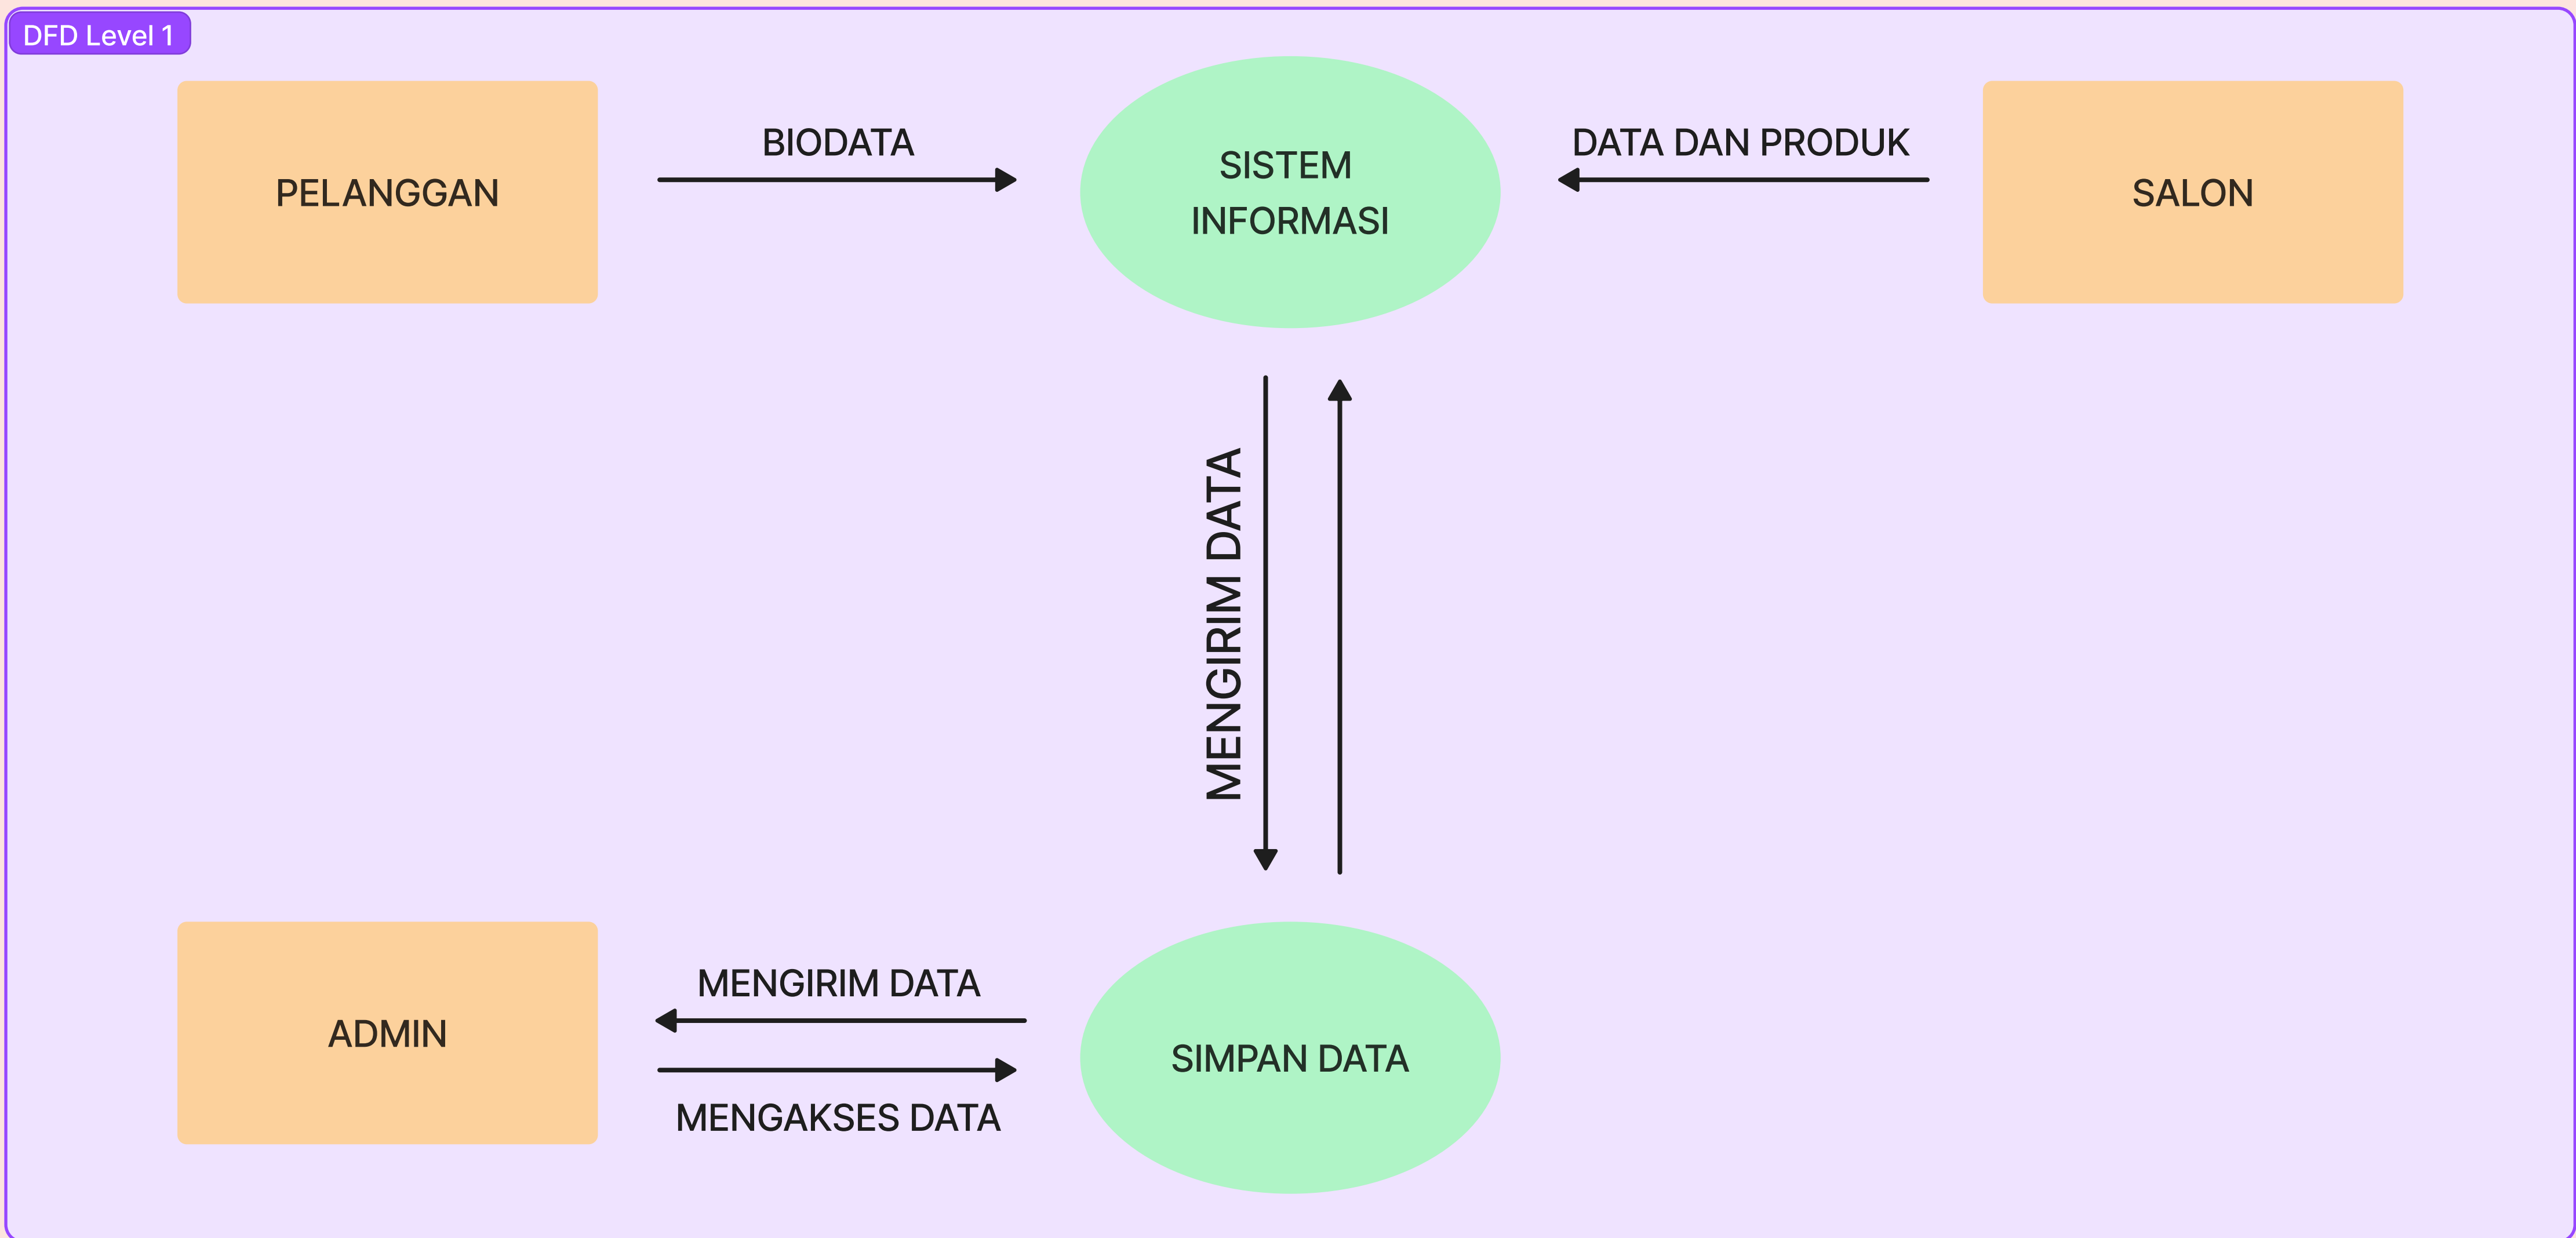 DFD Level 1
PELANGGAN
BIODATA
SISTEM
INFORMASI
DATA DAN PRODUK
SALON
MENGIRIM DATA
ADMIN
MENGIRIM DATA
MENGAKSES DATA
SIMPAN DATA